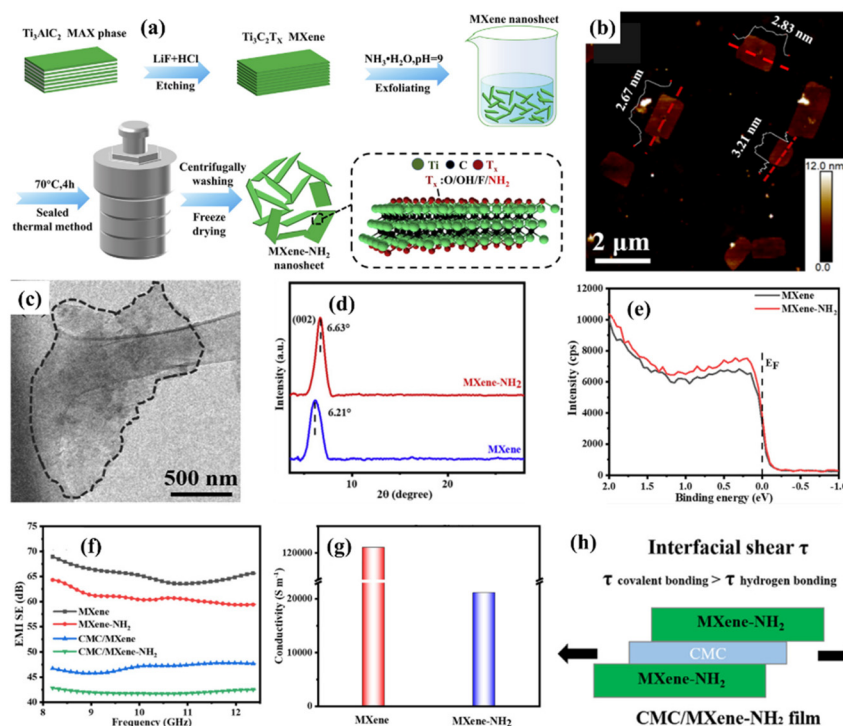 (a)
Ti₃AlC₂ MAX phase
LiF+HCl
Etching
Ti₃C₂Tₓ MXene
NH₃•H₂O,pH=9
Exfoliating
MXene nanosheet
70°C,4h
Sealed
thermal method
Centrifugally
washing
Freeze
drying
MXene-NH₂
nanosheet
Ti C Tₓ
Tₓ :O/OH/F/NH₂
(b)
2.83 nm
2.67 nm
3.21 nm
12.0 nm
0.0
2 μm
(c)
500 nm
(d)
(002)
6.63°
MXene-NH₂
6.21°
MXene
Intensity (a.u.)
10 20
2θ (degree)
(e)
MXene
MXene-NH₂
E_F
Intensity (cps)
12000
10000
8000
6000
4000
2000
0
2.0 1.5 1.0 0.5 0.0 -0.5 -1.0
Binding energy (eV)
(f)
EMI SE (dB)
75
70
65
60
55
50
45
40
MXene
MXene-NH₂
CMC/MXene
CMC/MXene-NH₂
8 9 10 11 12
Frequency (GHz)
(g)
Conductivity (S m⁻¹)
120000
20000
10000
0
MXene MXene-NH₂
(h)
Interfacial shear τ
τ covalent bonding > τ hydrogen bonding
MXene-NH₂
CMC
MXene-NH₂
CMC/MXene-NH₂ film